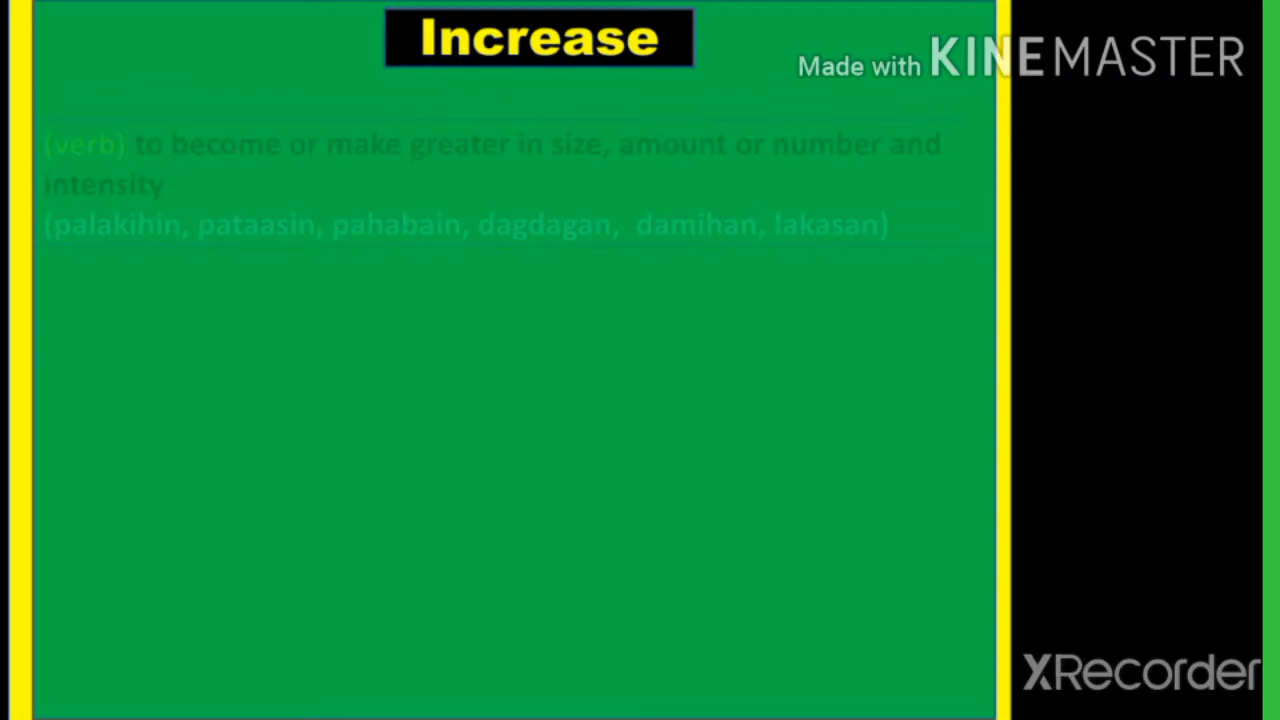 Increase
Made with KINEMASTER
(verb) to become or make greater in size, amount or number and
intensity
(palakihin, pataasin, pahabain, dagdagan, damihan, lakasan)
XRecorder